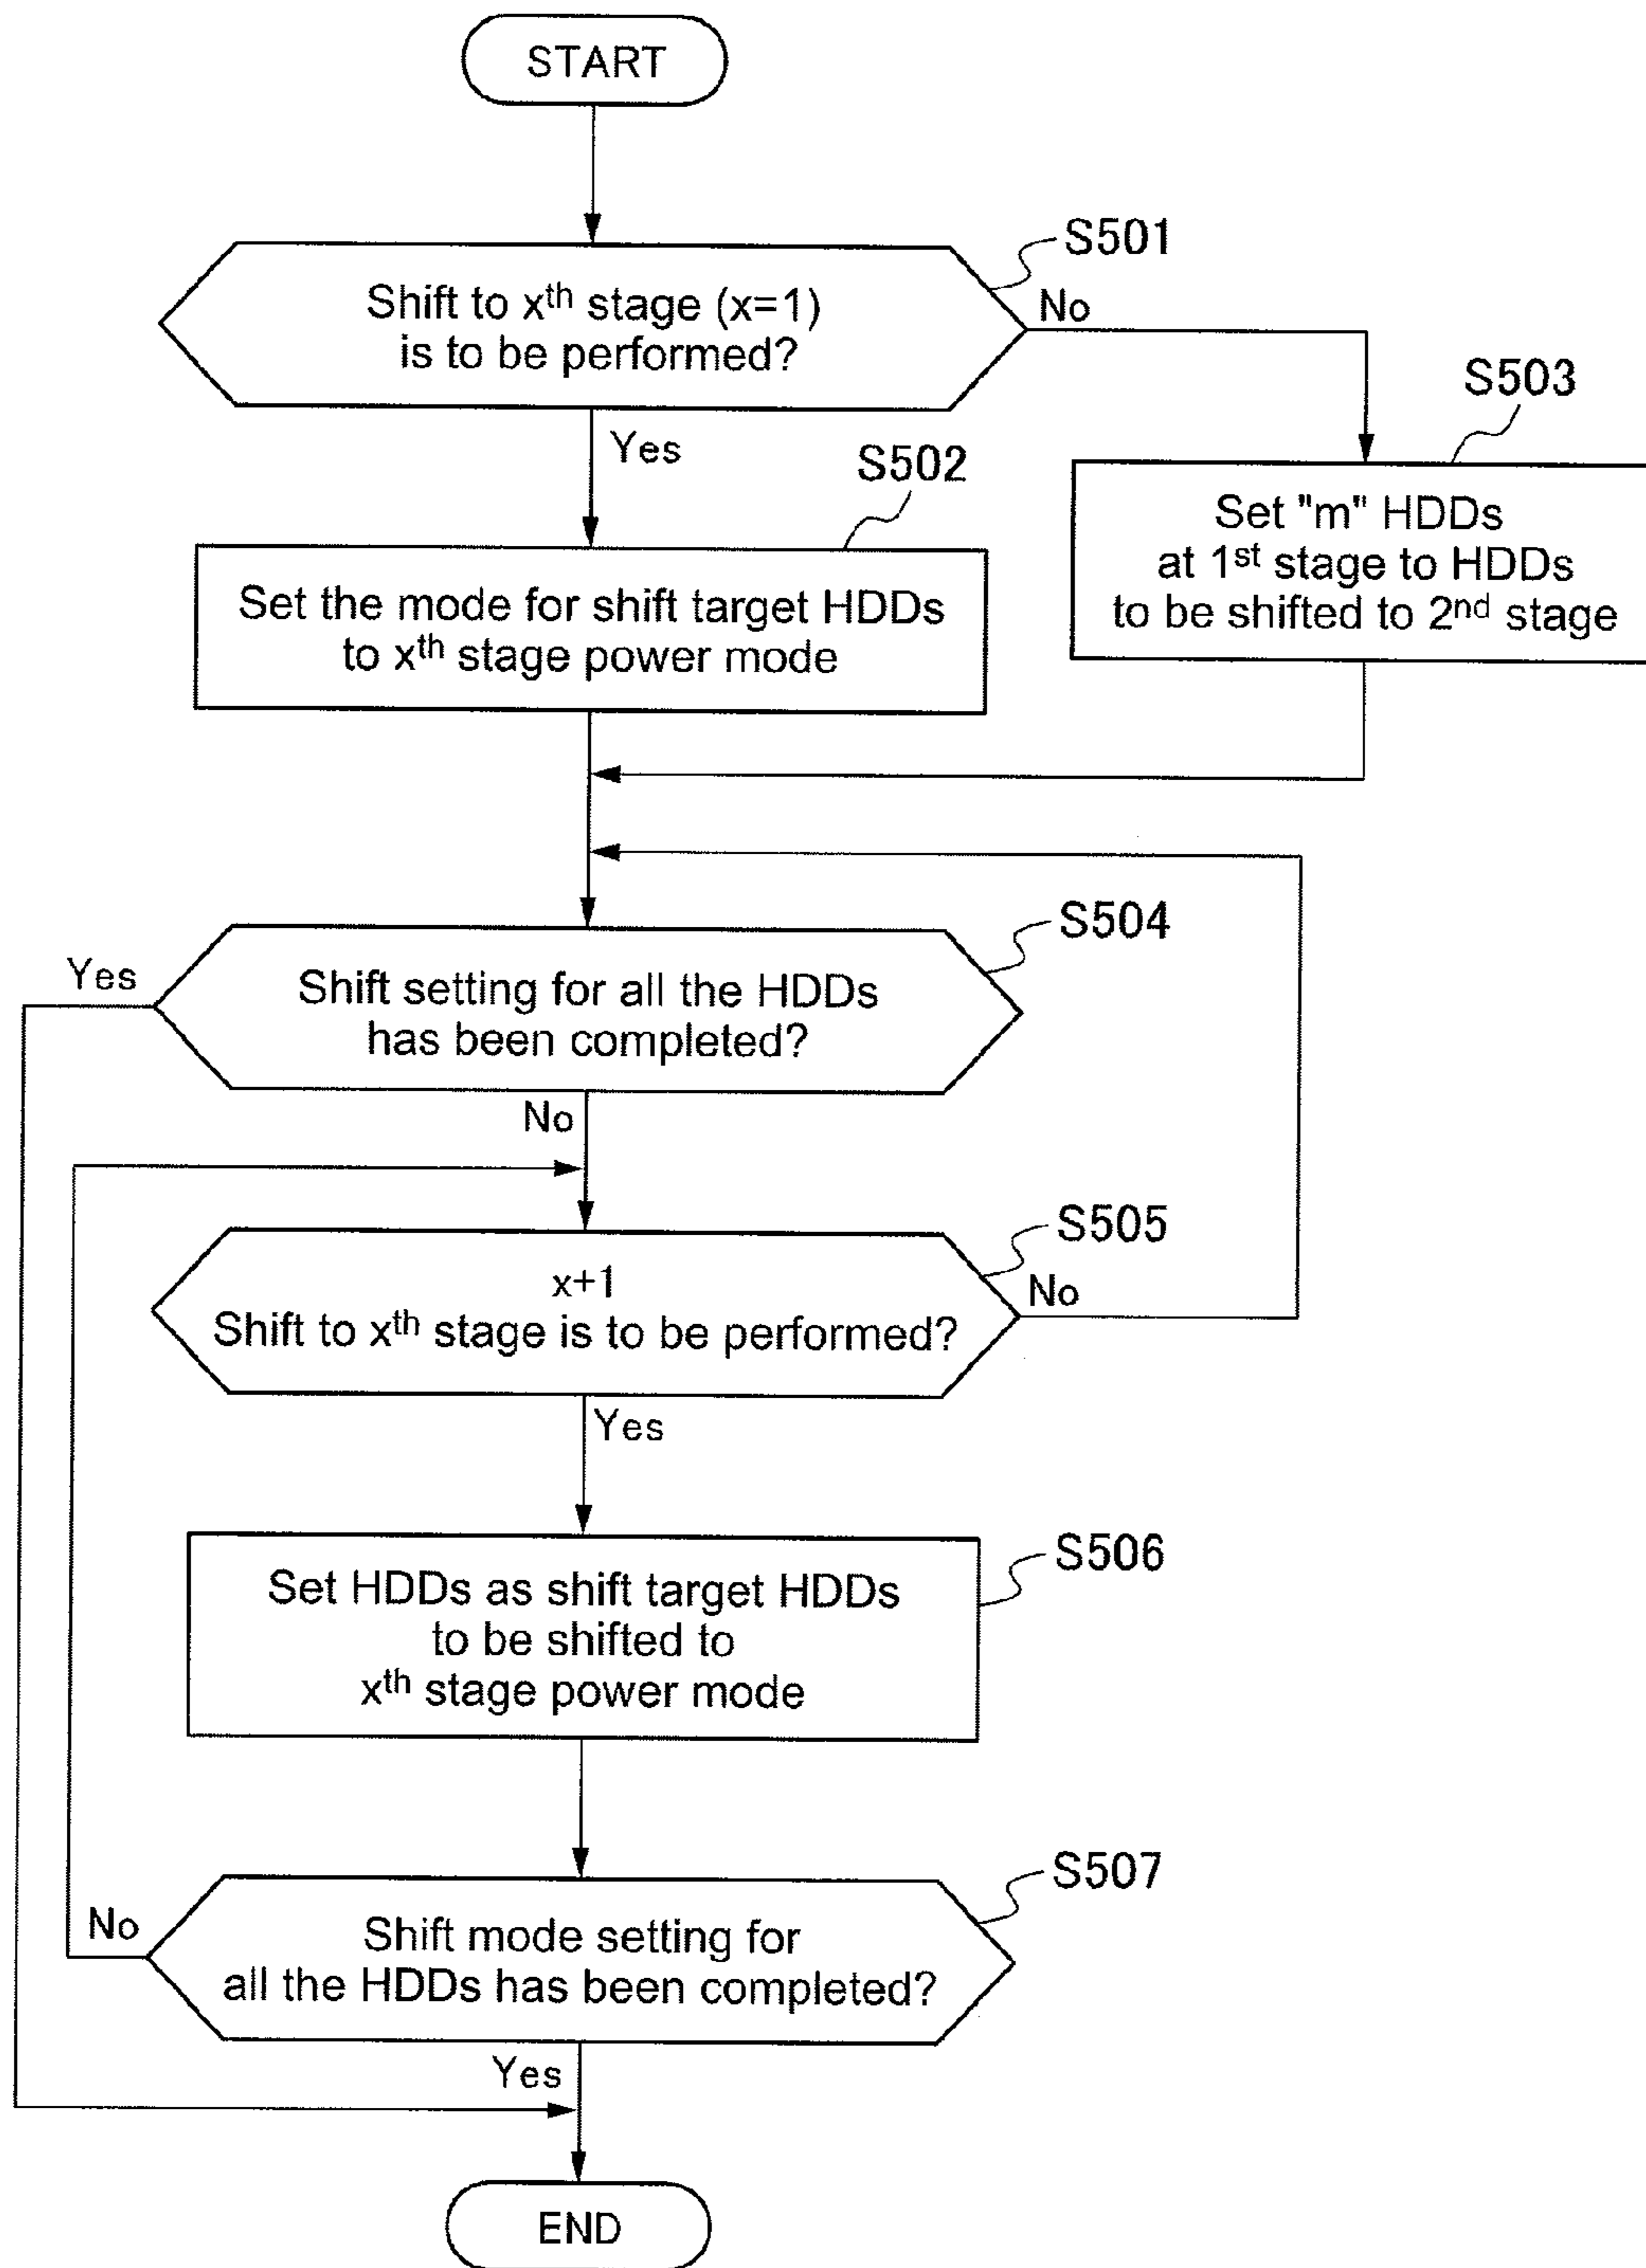 START
S501
Shift to xth stage (x=1)
is to be performed?
No
Yes
S503
Set "m" HDDs
at 1st stage to HDDs
to be shifted to 2nd stage
S502
Set the mode for shift target HDDs
to xth stage power mode
S504
Yes
Shift setting for all the HDDs
has been completed?
No
S505
x+1
Shift to xth stage is to be performed?
No
Yes
S506
Set HDDs as shift target HDDs
to be shifted to
xth stage power mode
S507
No
Shift mode setting for
all the HDDs has been completed?
Yes
END